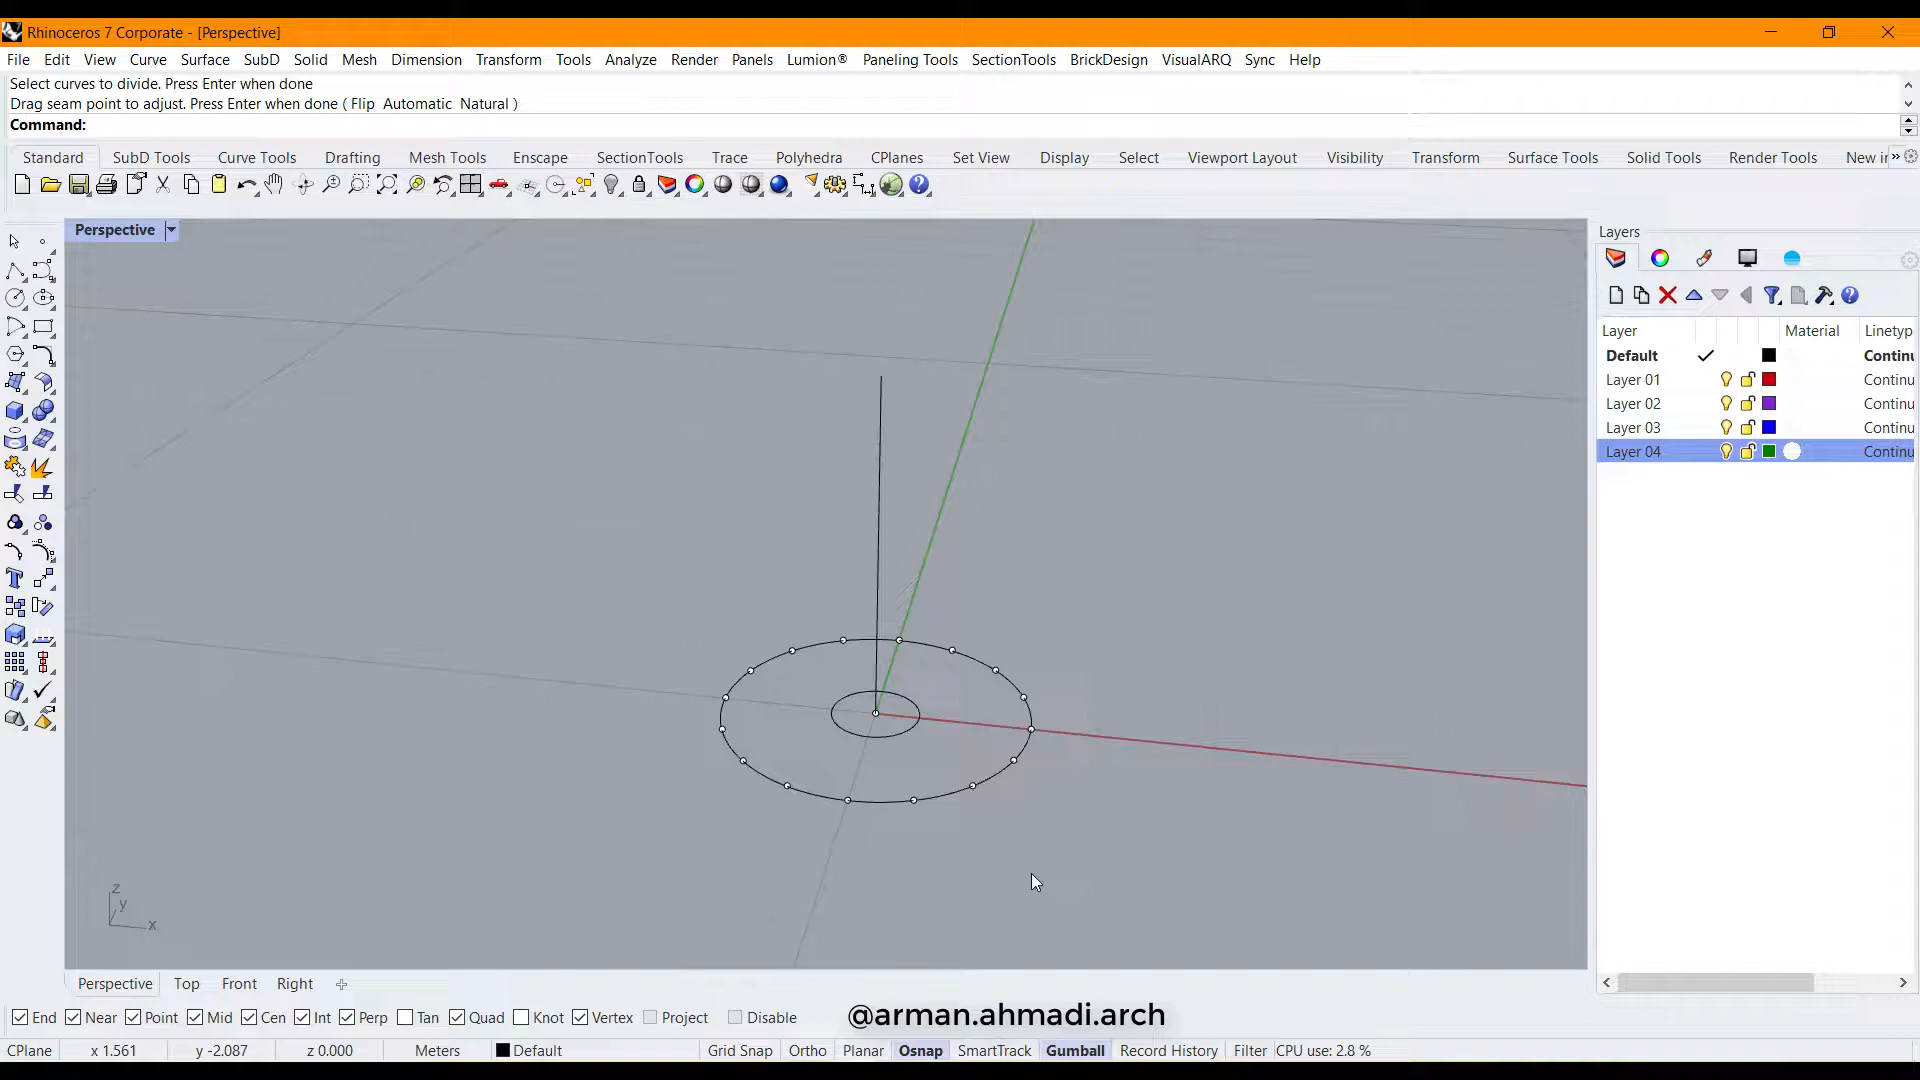 Rhinoceros 7 Corporate - [Perspective]
File Edit View Curve Surface SubD Solid Mesh Dimension Transform Tools Analyze Render Panels Lumion® Paneling Tools SectionTools BrickDesign VisualARQ Sync Help
Select curves to divide. Press Enter when done
Drag seam point to adjust. Press Enter when done ( Flip Automatic Natural )
Command:
Standard SubD Tools Curve Tools Drafting Mesh Tools Enscape SectionTools Trace Polyhedra CPlanes Set View Display Select Viewport Layout Visibility Transform Surface Tools Solid Tools Render Tools New in »
Perspective
Layers
Layer Material Linetyp
Default Continu
Layer 01 Continu
Layer 02 Continu
Layer 03 Continu
Layer 04 Continu
z
y
x
Perspective Top Front Right
End Near Point Mid Cen Int Perp Tan Quad Knot Vertex Project Disable
@arman.ahmadi.arch
CPlane x 1.561 y -2.087 z 0.000 Meters Default Grid Snap Ortho Planar Osnap SmartTrack Gumball Record History Filter CPU use: 2.8 %